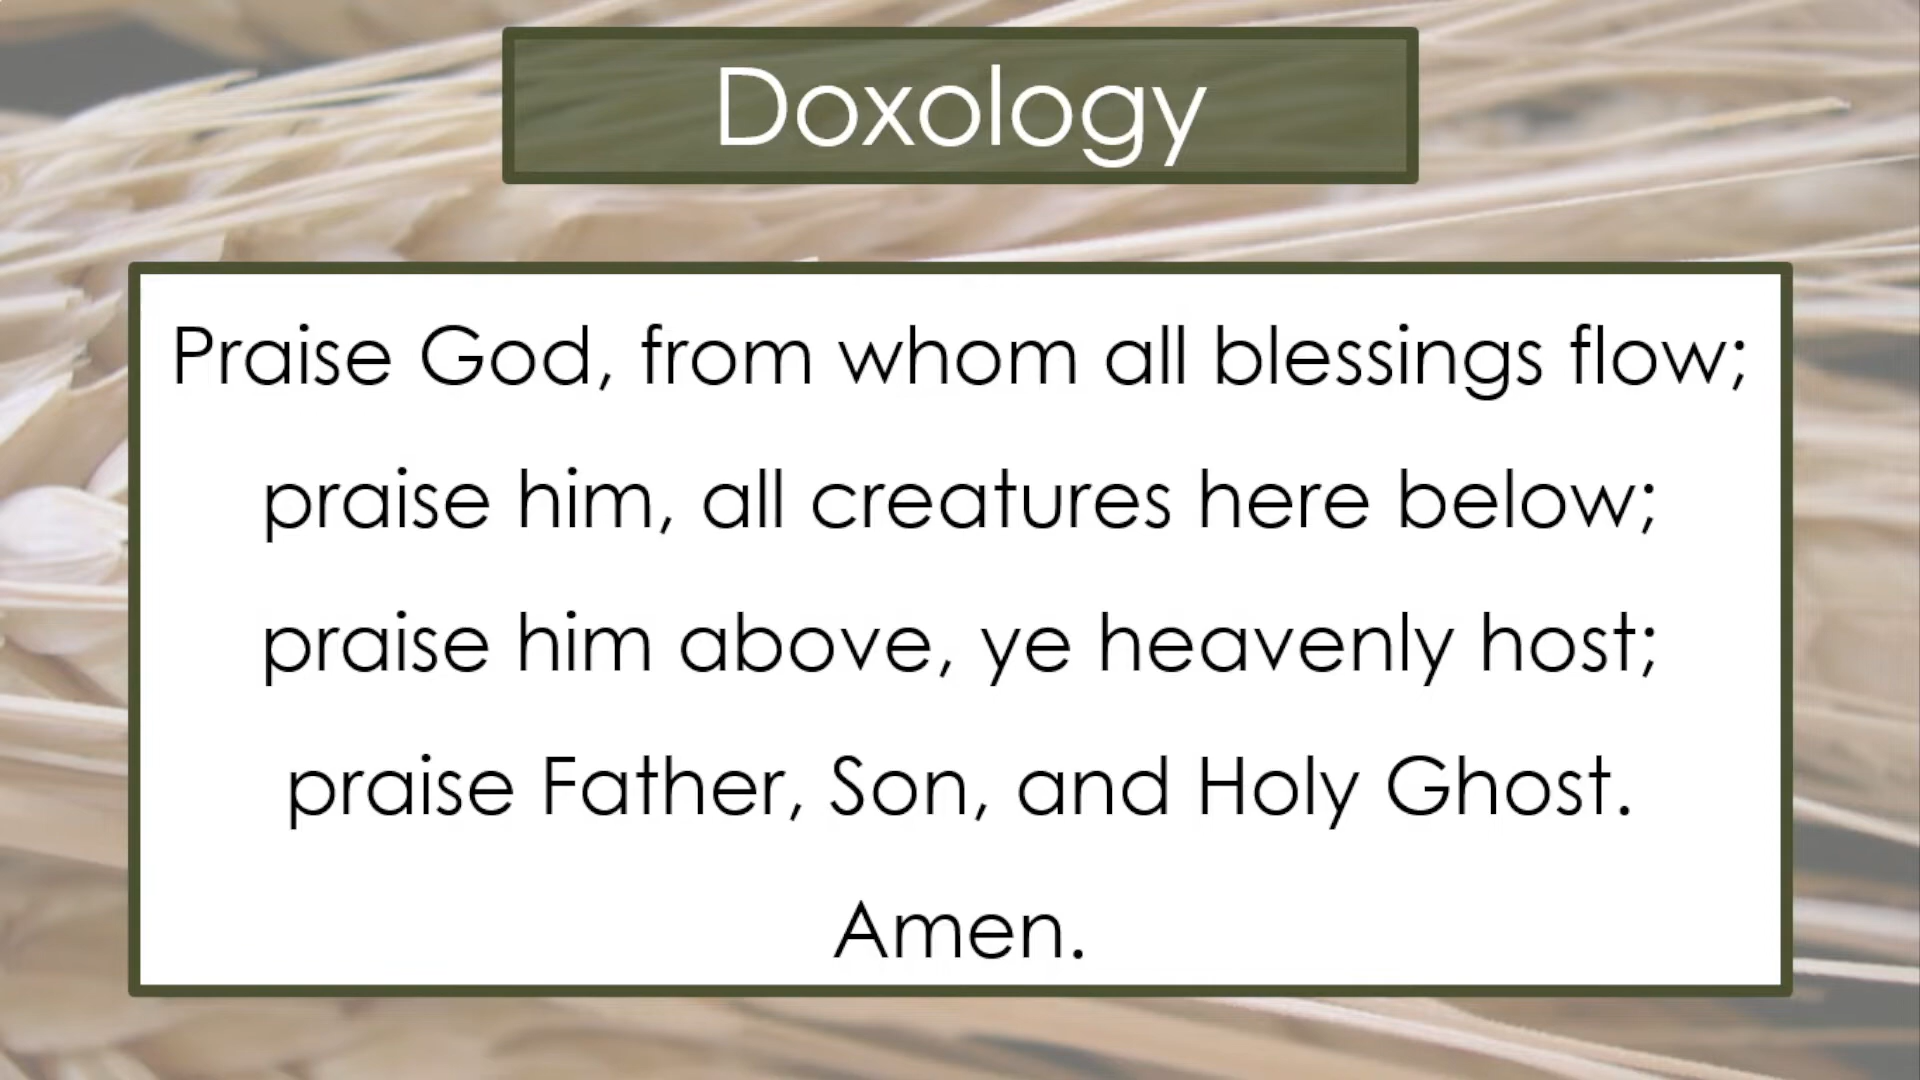 Doxology
Praise God, from whom all blessings flow;
praise him, all creatures here below;
praise him above, ye heavenly host;
praise Father, Son, and Holy Ghost.
Amen.